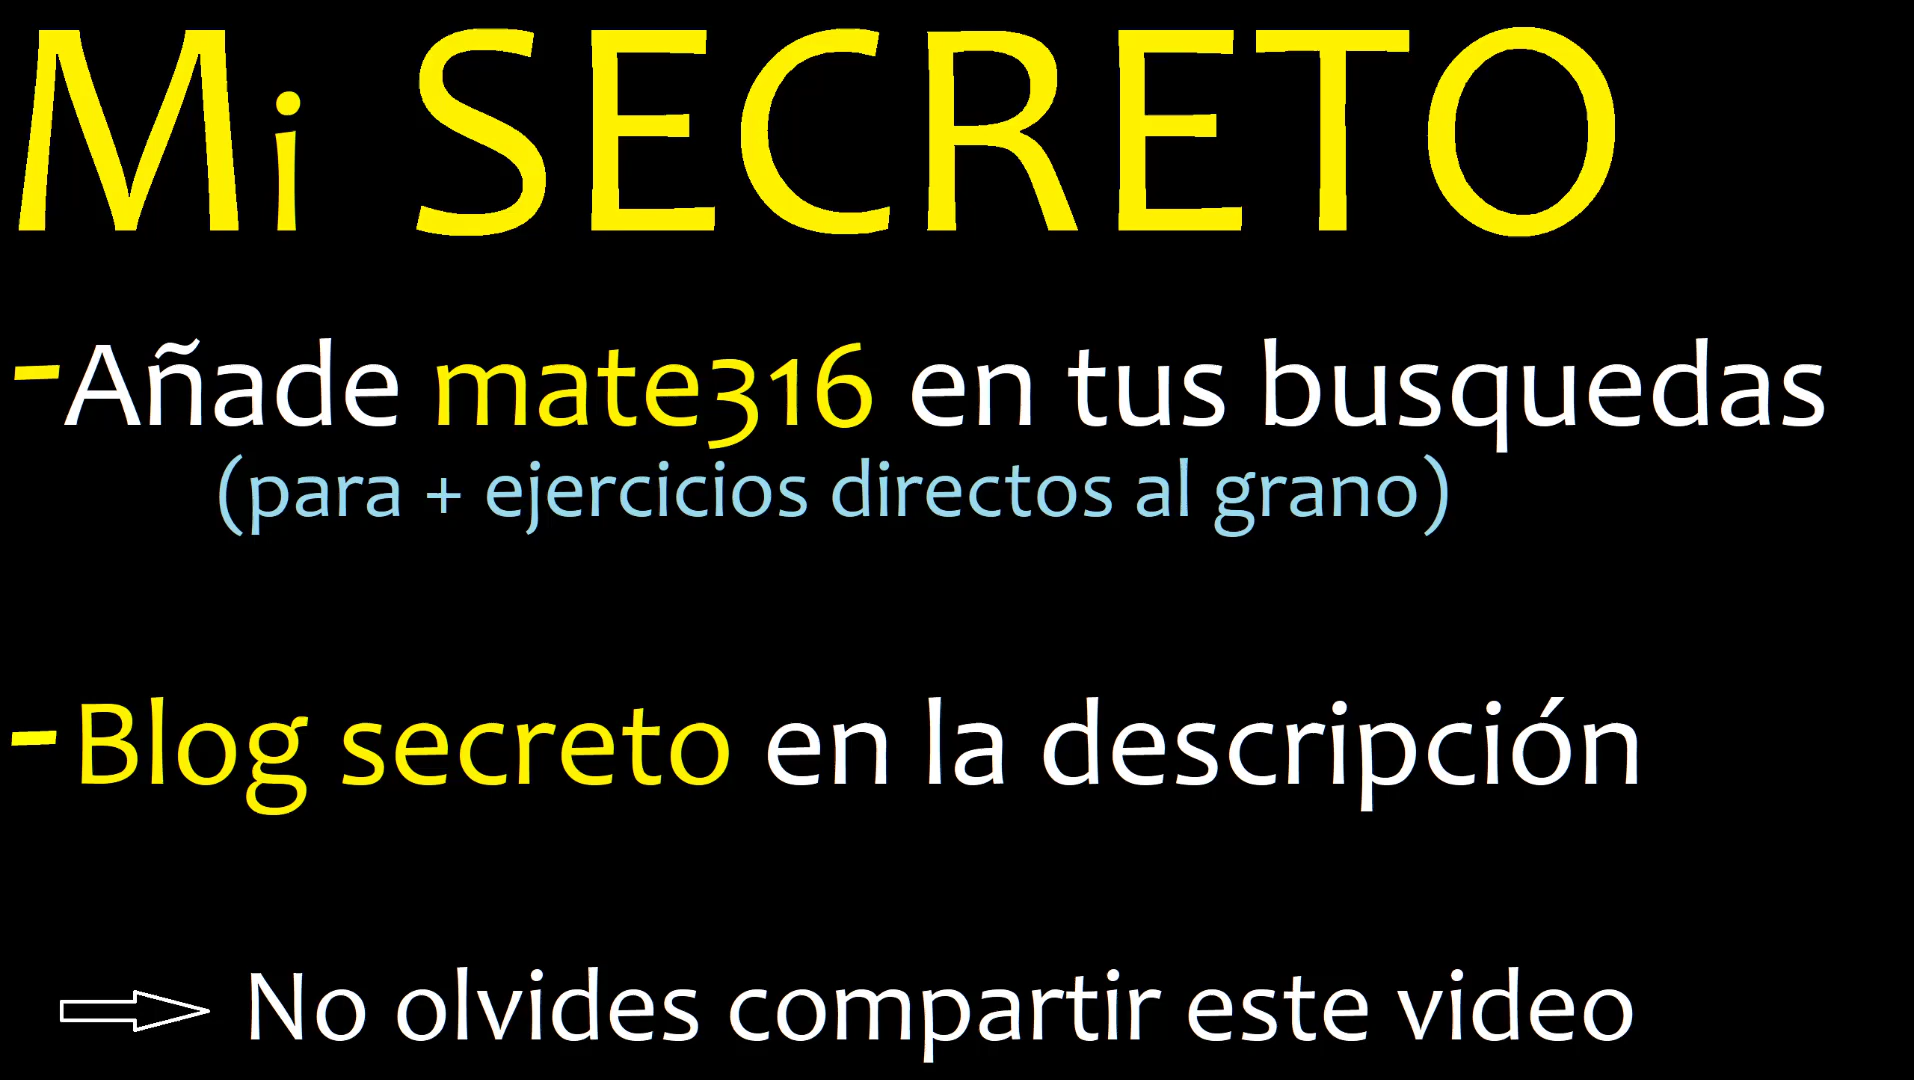 Mi SECRETO
-Añade mate316 en tus busquedas
(para + ejercicios directos al grano)
-Blog secreto en la descripción
No olvides compartir este video